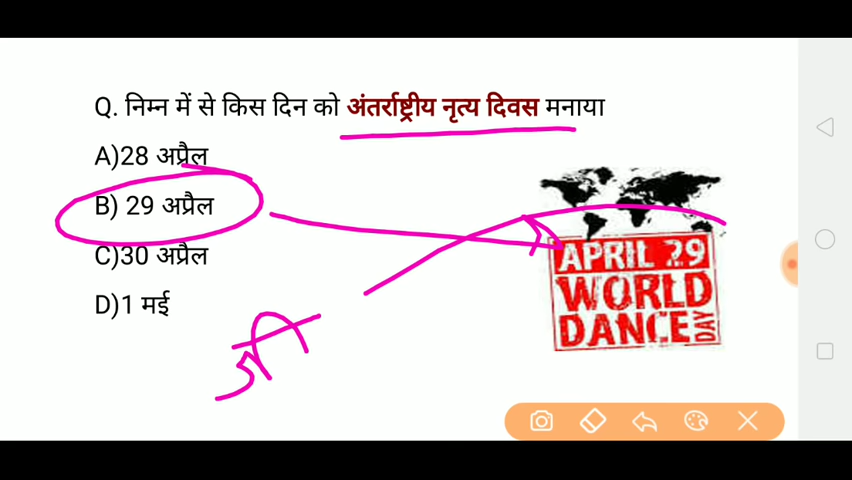 Q. निम्न में से किस दिन को अंतर्राष्ट्रीय नृत्य दिवस मनाया
A)28 अप्रैल
B) 29 अप्रैल
C)30 अप्रैल
D)1 मई
APRIL 29
WORLD
DANCE
DAY